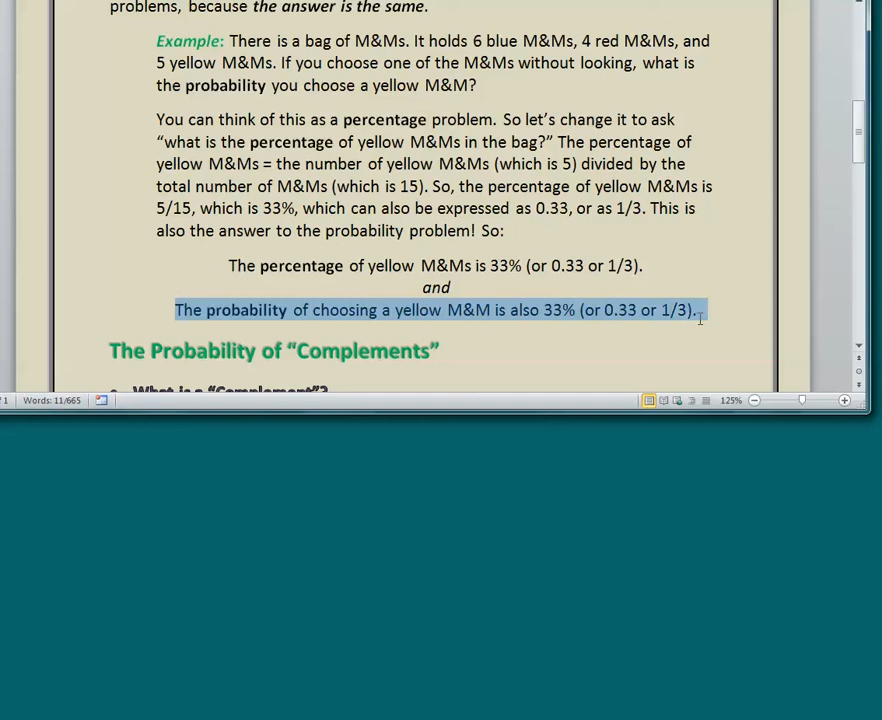 problems, because the answer is the same.
Example: There is a bag of M&Ms. It holds 6 blue M&Ms, 4 red M&Ms, and
5 yellow M&Ms. If you choose one of the M&Ms without looking, what is
the probability you choose a yellow M&M?
You can think of this as a percentage problem. So let’s change it to ask
“what is the percentage of yellow M&Ms in the bag?” The percentage of
yellow M&Ms = the number of yellow M&Ms (which is 5) divided by the
total number of M&Ms (which is 15). So, the percentage of yellow M&Ms is
5/15, which is 33%, which can also be expressed as 0.33, or as 1/3. This is
also the answer to the probability problem! So:
The percentage of yellow M&Ms is 33% (or 0.33 or 1/3).
and
The probability of choosing a yellow M&M is also 33% (or 0.33 or 1/3).
The Probability of “Complements”
What is a “Complement”?
f 1 Words: 11/665 125%